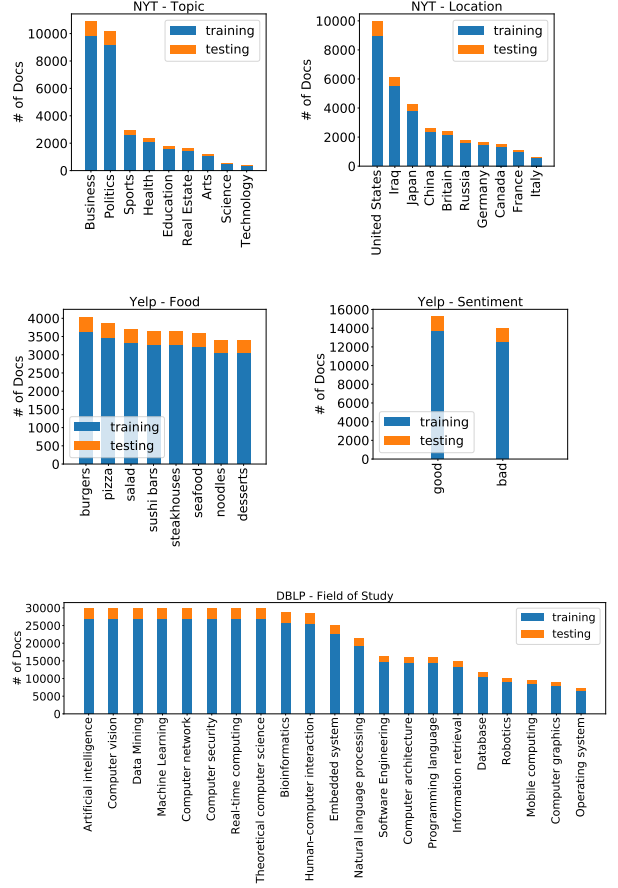 NYT - Topic
# of Docs
10000
8000
6000
4000
2000
0
training
testing
Business
Politics
Sports
Health
Education
Real Estate
Arts
Science
Technology
NYT - Location
# of Docs
10000
8000
6000
4000
2000
0
training
testing
United States
Iraq
Japan
China
Britain
Russia
Germany
Canada
France
Italy
Yelp - Food
# of Docs
4000
3500
3000
2500
2000
1500
1000
500
0
training
testing
burgers
pizza
salad
sushi bars
steakhouses
seafood
noodles
desserts
Yelp - Sentiment
# of Docs
16000
14000
12000
10000
8000
6000
4000
2000
0
training
testing
good
bad
DBLP - Field of Study
# of Docs
30000
25000
20000
15000
10000
5000
0
training
testing
Artificial intelligence
Computer vision
Data Mining
Machine Learning
Computer network
Computer security
Real-time computing
Theoretical computer science
Bioinformatics
Human–computer interaction
Embedded system
Natural language processing
Software Engineering
Computer architecture
Programming language
Information retrieval
Database
Robotics
Mobile computing
Computer graphics
Operating system